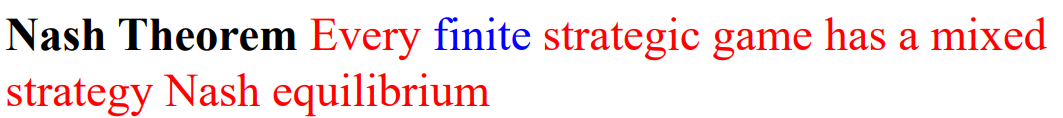 Nash Theorem Every finite strategic game has a mixed
strategy Nash equilibrium